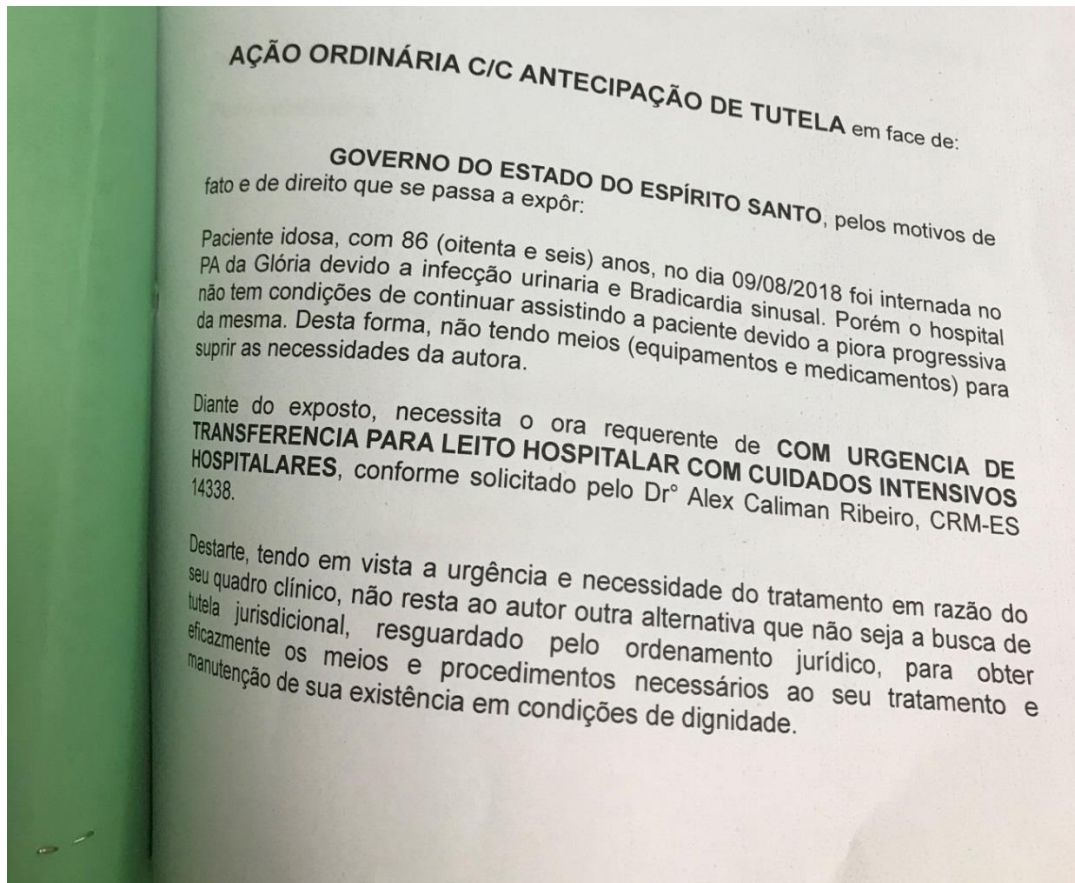 AÇÃO ORDINÁRIA C/C ANTECIPAÇÃO DE TUTELA em face de:
GOVERNO DO ESTADO DO ESPÍRITO SANTO, pelos motivos de
fato e de direito que se passa a expôr:
Paciente idosa, com 86 (oitenta e seis) anos, no dia 09/08/2018 foi internada no
PA da Glória devido a infecção urinaria e Bradicardia sinusal. Porém o hospital
não tem condições de continuar assistindo a paciente devido a piora progressiva
da mesma. Desta forma, não tendo meios (equipamentos e medicamentos) para
suprir as necessidades da autora.
Diante do exposto, necessita o ora requerente de COM URGENCIA DE
TRANSFERENCIA PARA LEITO HOSPITALAR COM CUIDADOS INTENSIVOS
HOSPITALARES, conforme solicitado pelo Dr° Alex Caliman Ribeiro, CRM-ES
14338.
Destarte, tendo em vista a urgência e necessidade do tratamento em razão do
seu quadro clínico, não resta ao autor outra alternativa que não seja a busca de
tutela jurisdicional, resguardado pelo ordenamento jurídico, para obter
eficazmente os meios e procedimentos necessários ao seu tratamento e
manutenção de sua existência em condições de dignidade.